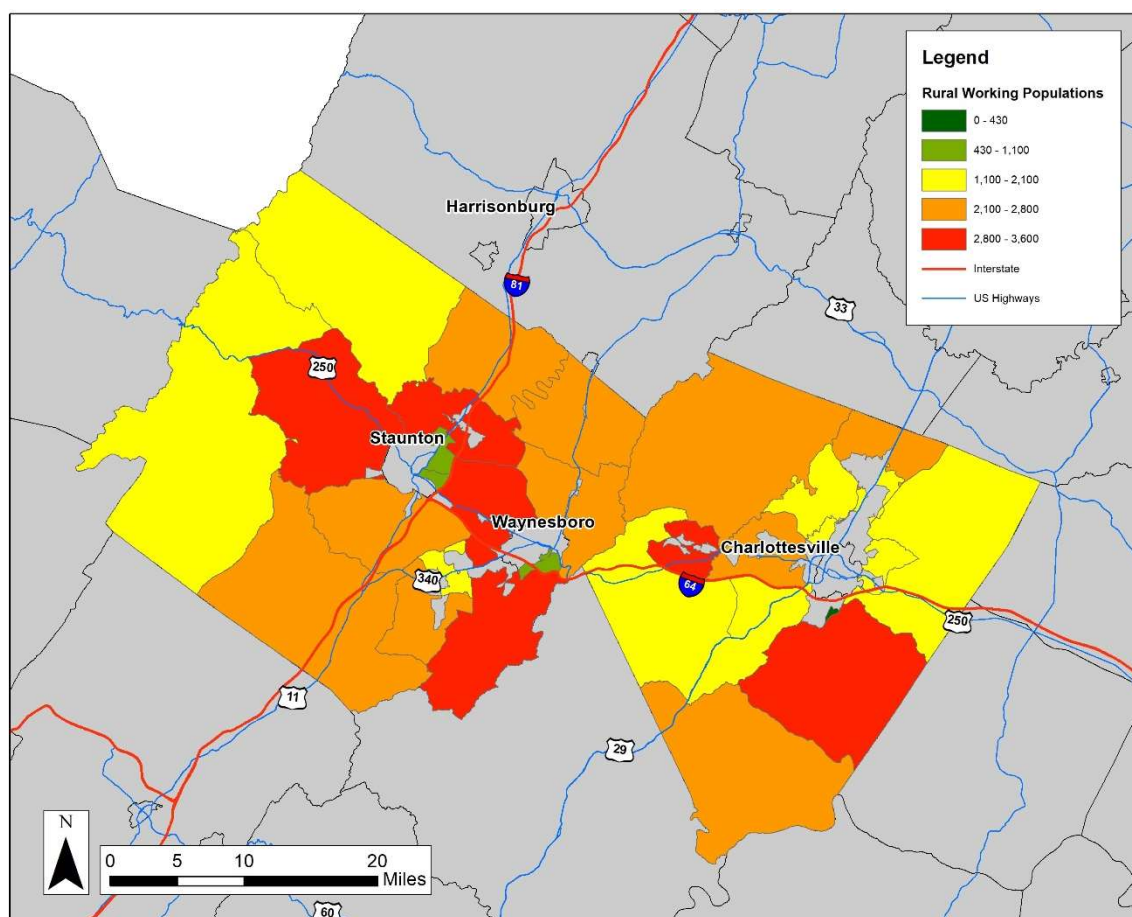 Legend
Rural Working Populations
0 - 430
430 - 1,100
1,100 - 2,100
2,100 - 2,800
2,800 - 3,600
Interstate
US Highways
Harrisonburg
81
33
250
Staunton
Waynesboro
Charlottesville
340
64
250
11
29
N
0 5 10 20
Miles
60